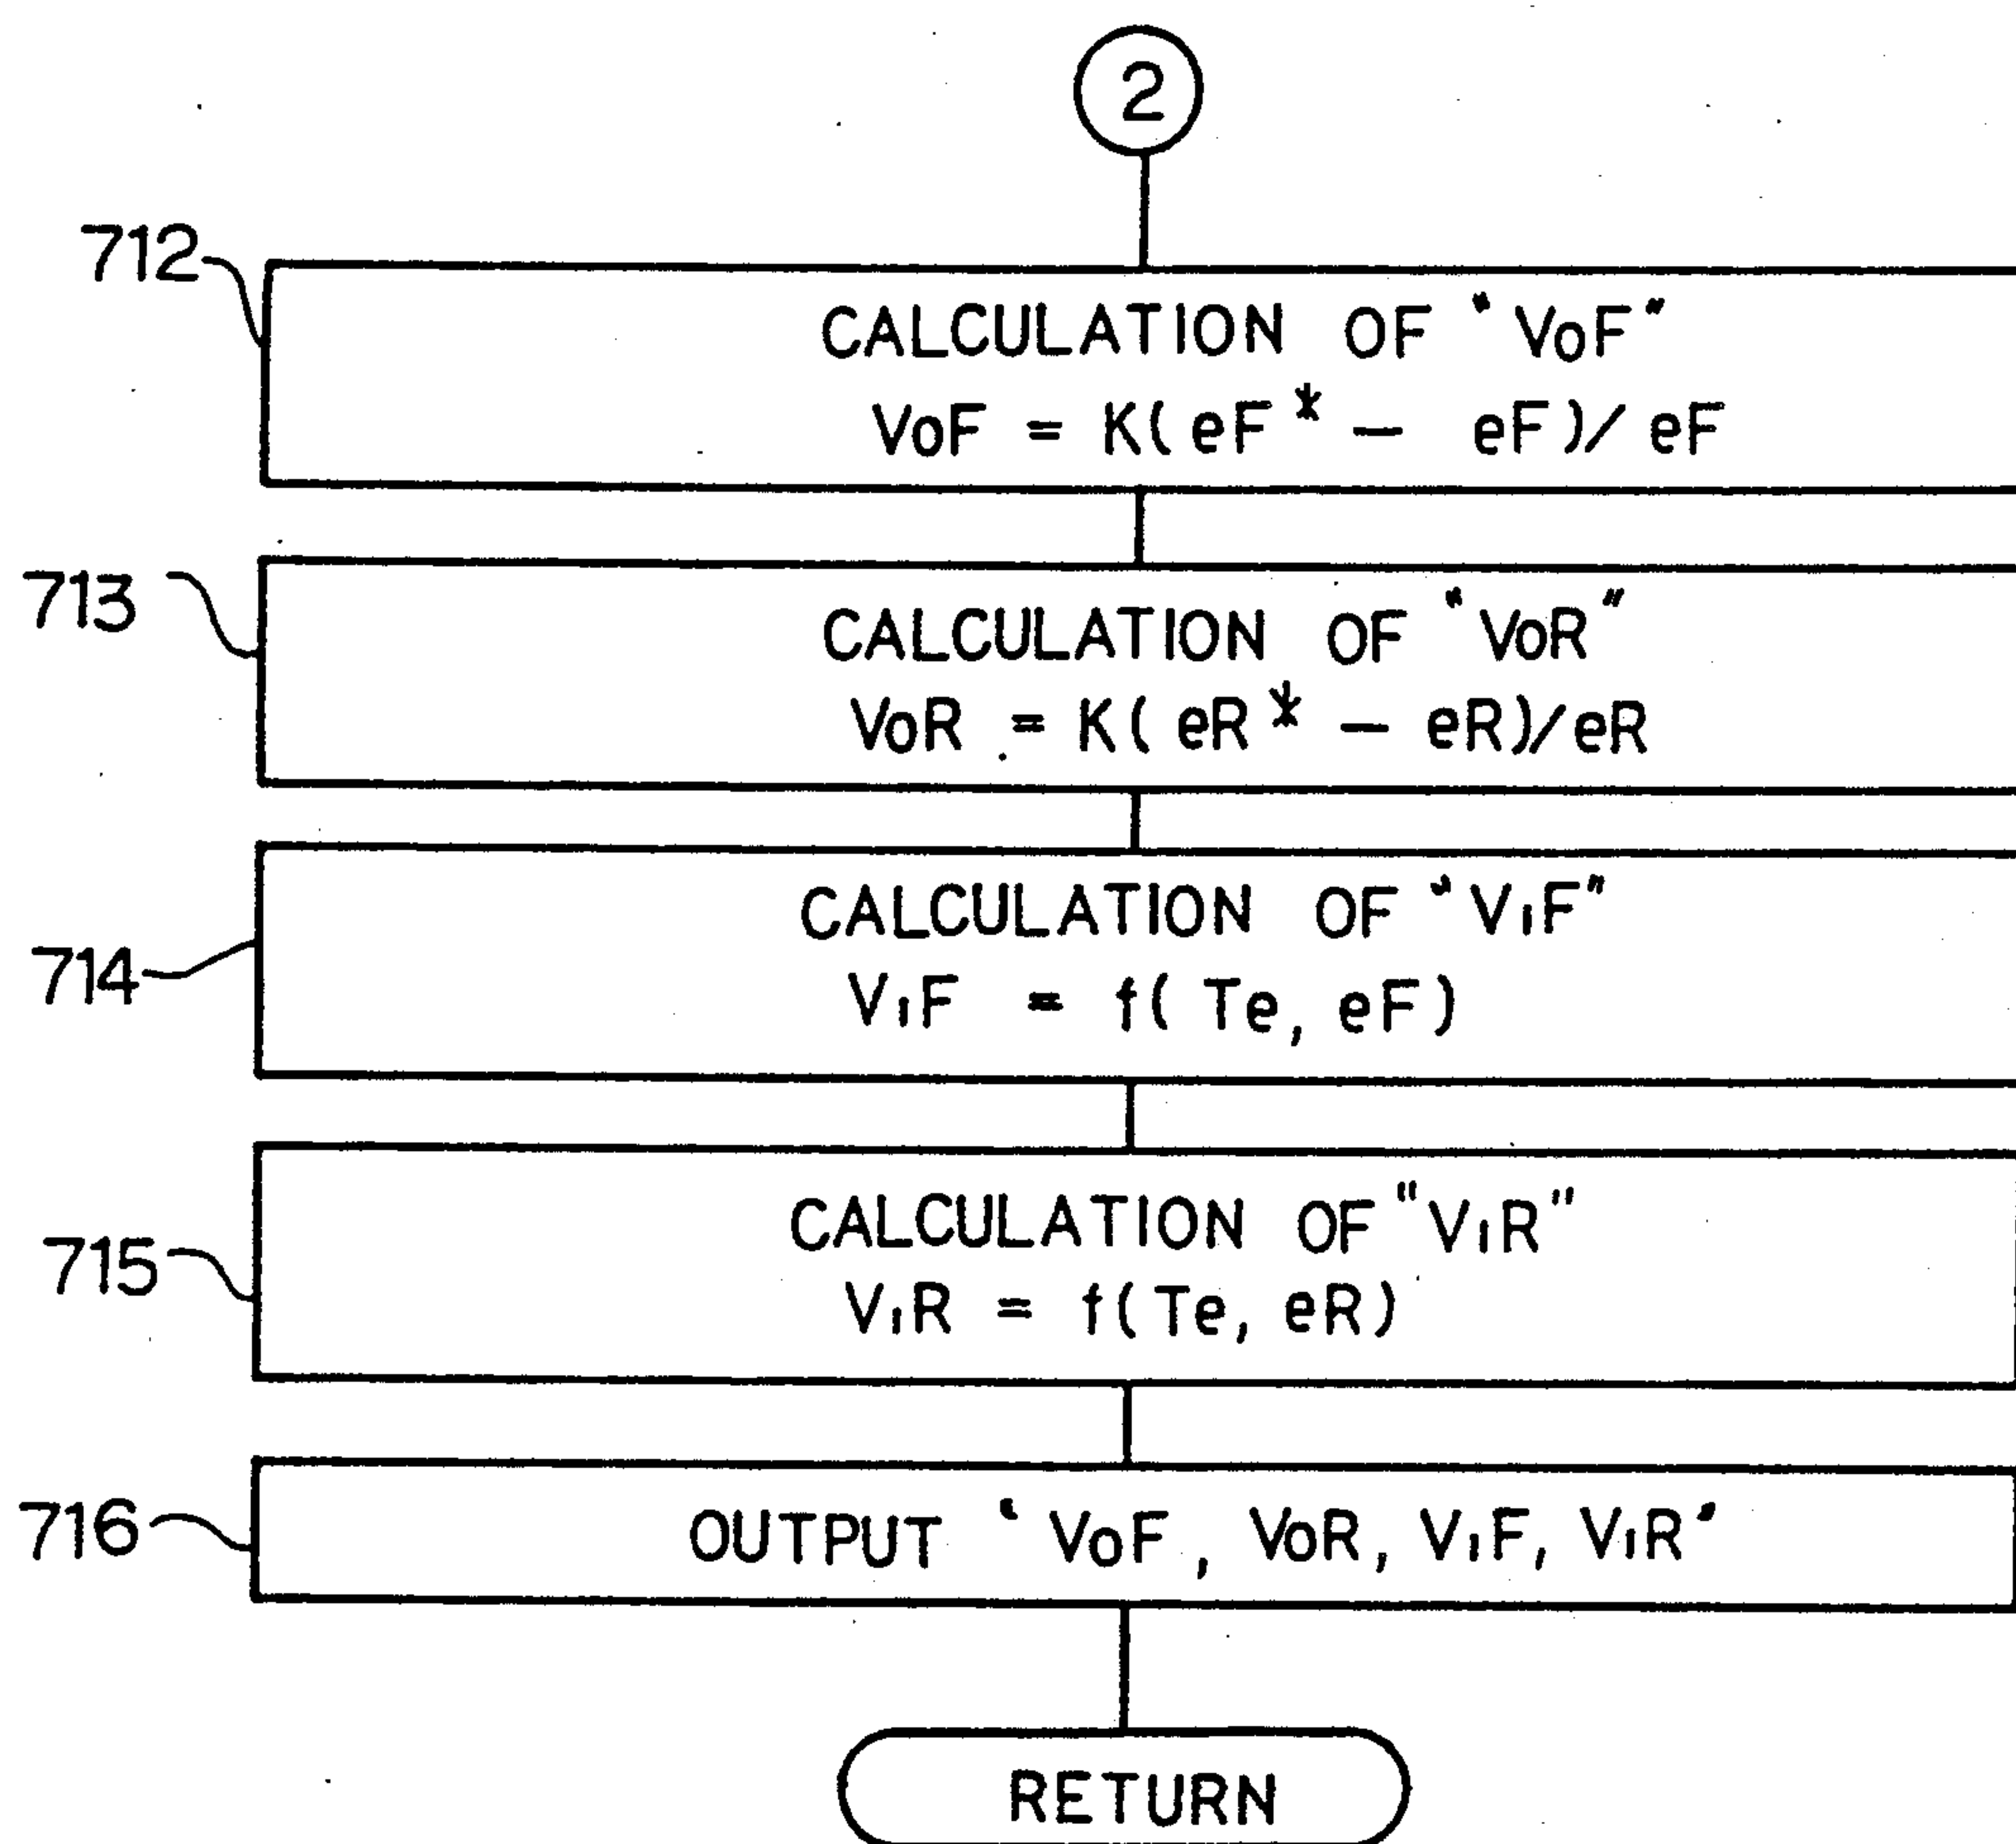 2
712
CALCULATION OF "VoF"
VoF = K( eF* - eF)/ eF
713
CALCULATION OF "VoR"
VoR = K( eR* - eR)/eR
714
CALCULATION OF "V1F"
V1F = f( Te, eF)
715
CALCULATION OF "V1R"
V1R = f(Te, eR)
716
OUTPUT ' VoF , VoR, V1F, V1R '
RETURN